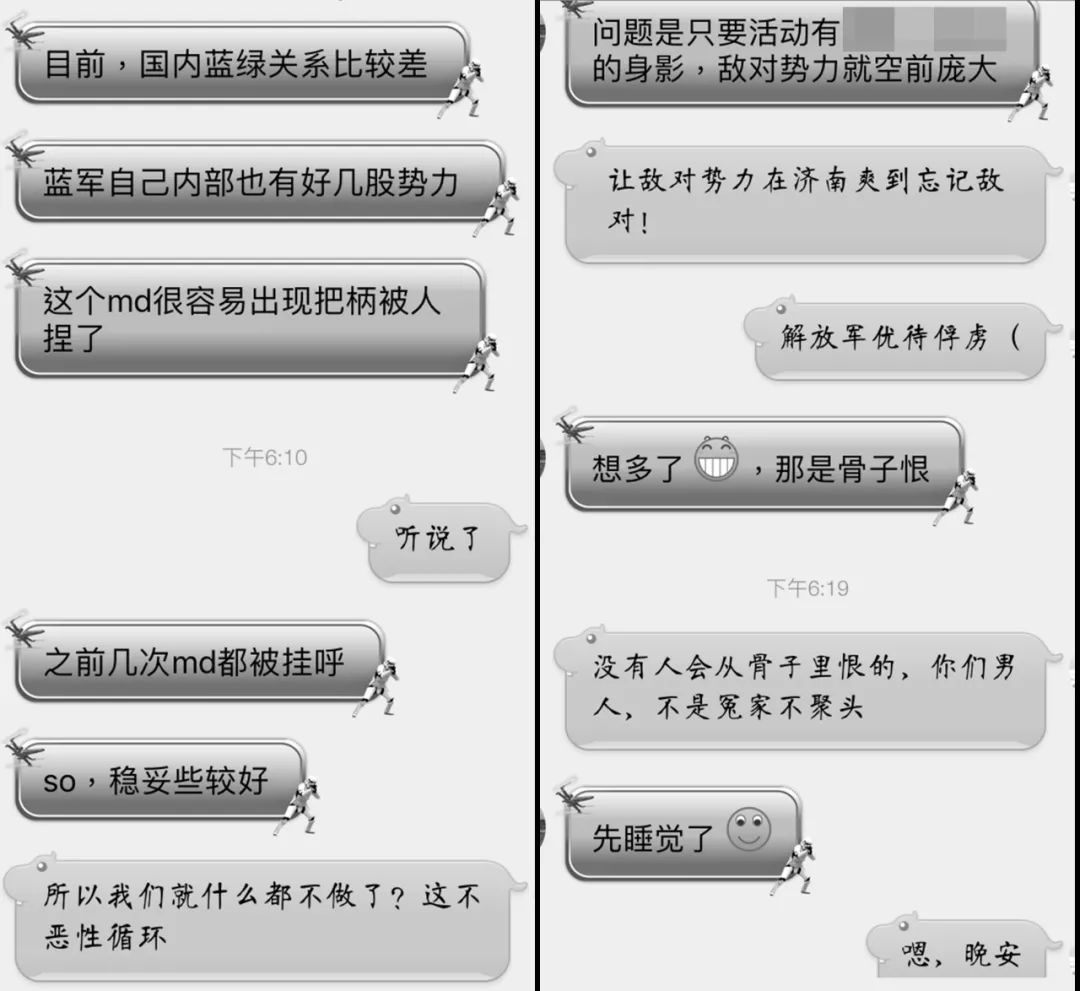 目前，国内蓝绿关系比较差
蓝军自己内部也有好几股势力
这个md很容易出现把柄被人
捏了
下午6:10
听说了
之前几次md都被挂呼
so，稳妥些较好
所以我们就什么都不做了？这不
恶性循环
问题是只要活动有
的身影，敌对势力就空前庞大
让敌对势力在济南爽到忘记敌
对！
解放军优待俘虏（
想多了，那是骨子恨
下午6:19
没有人会从骨子里恨的，你们男
人，不是冤家不聚头
先睡觉了
嗯，晚安